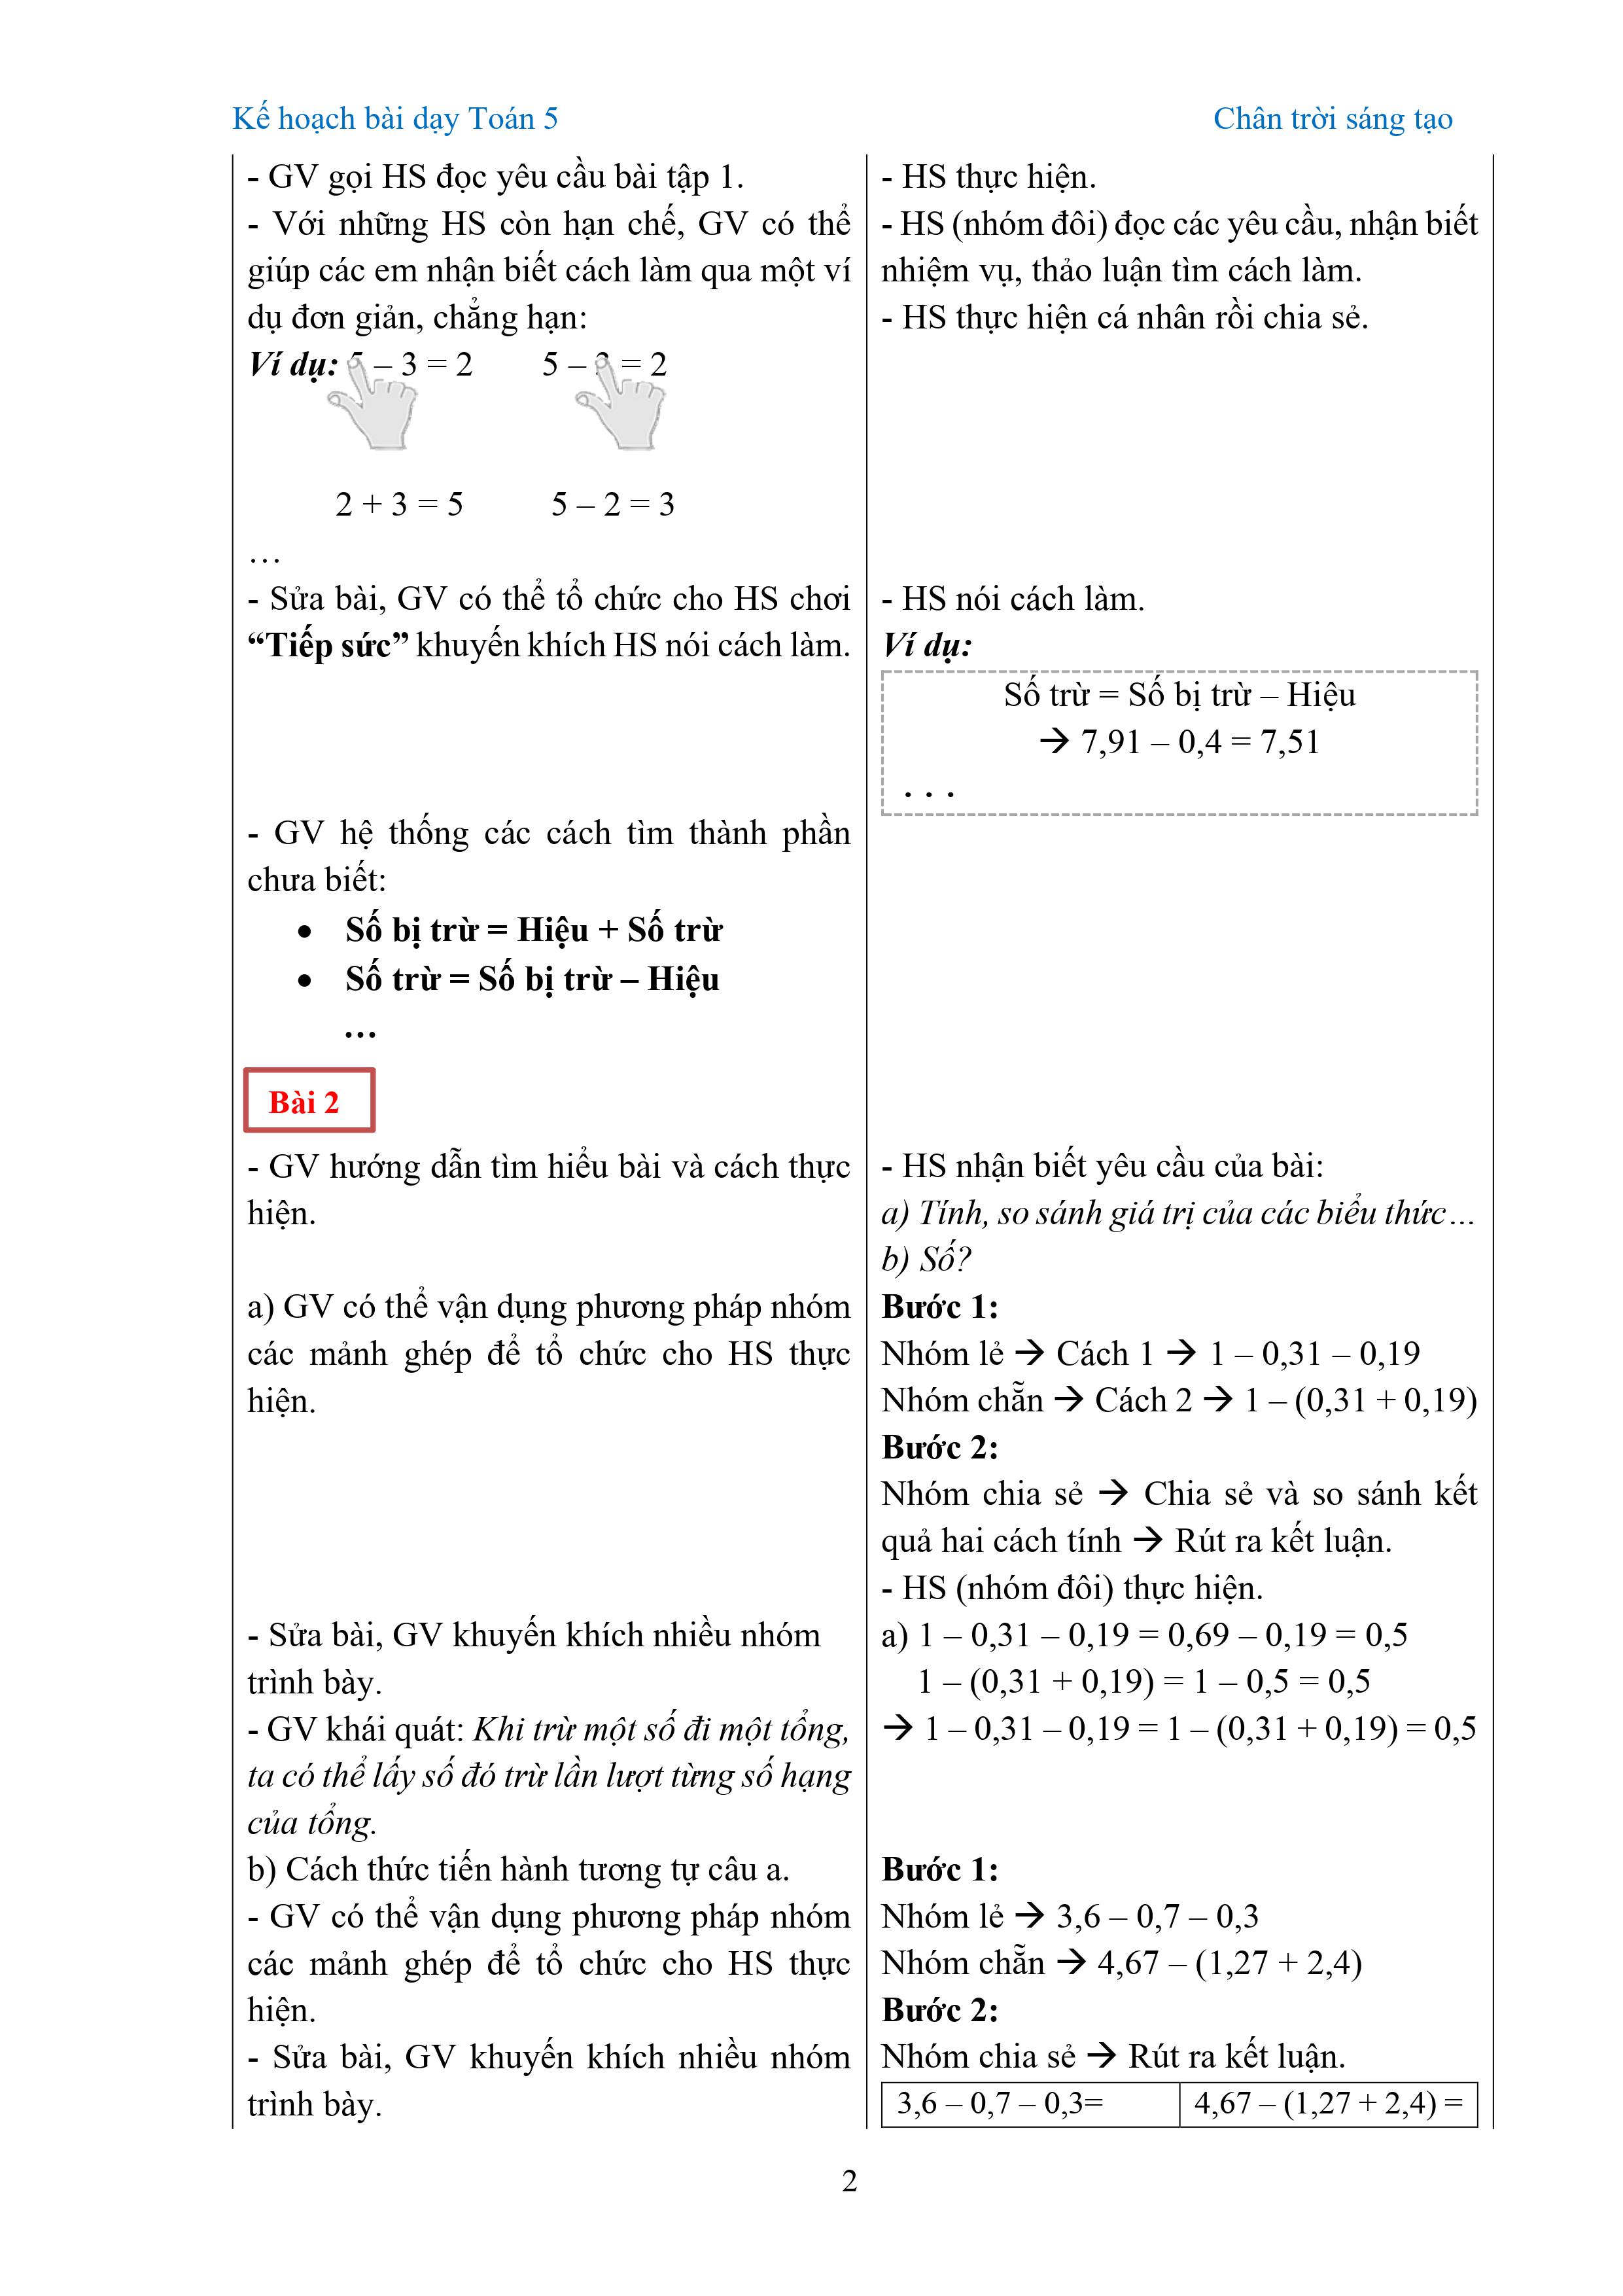 Kế hoạch bài dạy Toán 5
Chân trời sáng tạo
- GV gọi HS đọc yêu cầu bài tập 1.
- Với những HS còn hạn chế, GV có thể
giúp các em nhận biết cách làm qua một ví
dụ đơn giản, chẳng hạn:
Ví dụ: – 3 = 2 5 – = 2
2 + 3 = 5 5 – 2 = 3
…
- Sửa bài, GV có thể tổ chức cho HS chơi
“Tiếp sức” khuyến khích HS nói cách làm.
- GV hệ thống các cách tìm thành phần
chưa biết:
• Số bị trừ = Hiệu + Số trừ
• Số trừ = Số bị trừ – Hiệu
…
Bài 2
- GV hướng dẫn tìm hiểu bài và cách thực
hiện.
a) GV có thể vận dụng phương pháp nhóm
các mảnh ghép để tổ chức cho HS thực
hiện.
- Sửa bài, GV khuyến khích nhiều nhóm
trình bày.
- GV khái quát: Khi trừ một số đi một tổng,
ta có thể lấy số đó trừ lần lượt từng số hạng
của tổng.
b) Cách thức tiến hành tương tự câu a.
- GV có thể vận dụng phương pháp nhóm
các mảnh ghép để tổ chức cho HS thực
hiện.
- Sửa bài, GV khuyến khích nhiều nhóm
trình bày.
- HS thực hiện.
- HS (nhóm đôi) đọc các yêu cầu, nhận biết
nhiệm vụ, thảo luận tìm cách làm.
- HS thực hiện cá nhân rồi chia sẻ.
- HS nói cách làm.
Ví dụ:
Số trừ = Số bị trừ – Hiệu
→ 7,91 – 0,4 = 7,51
. . .
- HS nhận biết yêu cầu của bài:
a) Tính, so sánh giá trị của các biểu thức…
b) Số?
Bước 1:
Nhóm lẻ → Cách 1 → 1 – 0,31 – 0,19
Nhóm chẵn → Cách 2 → 1 – (0,31 + 0,19)
Bước 2:
Nhóm chia sẻ → Chia sẻ và so sánh kết
quả hai cách tính → Rút ra kết luận.
- HS (nhóm đôi) thực hiện.
a) 1 – 0,31 – 0,19 = 0,69 – 0,19 = 0,5
1 – (0,31 + 0,19) = 1 – 0,5 = 0,5
→ 1 – 0,31 – 0,19 = 1 – (0,31 + 0,19) = 0,5
Bước 1:
Nhóm lẻ → 3,6 – 0,7 – 0,3
Nhóm chẵn → 4,67 – (1,27 + 2,4)
Bước 2:
Nhóm chia sẻ → Rút ra kết luận.
3,6 – 0,7 – 0,3=
4,67 – (1,27 + 2,4) =
2